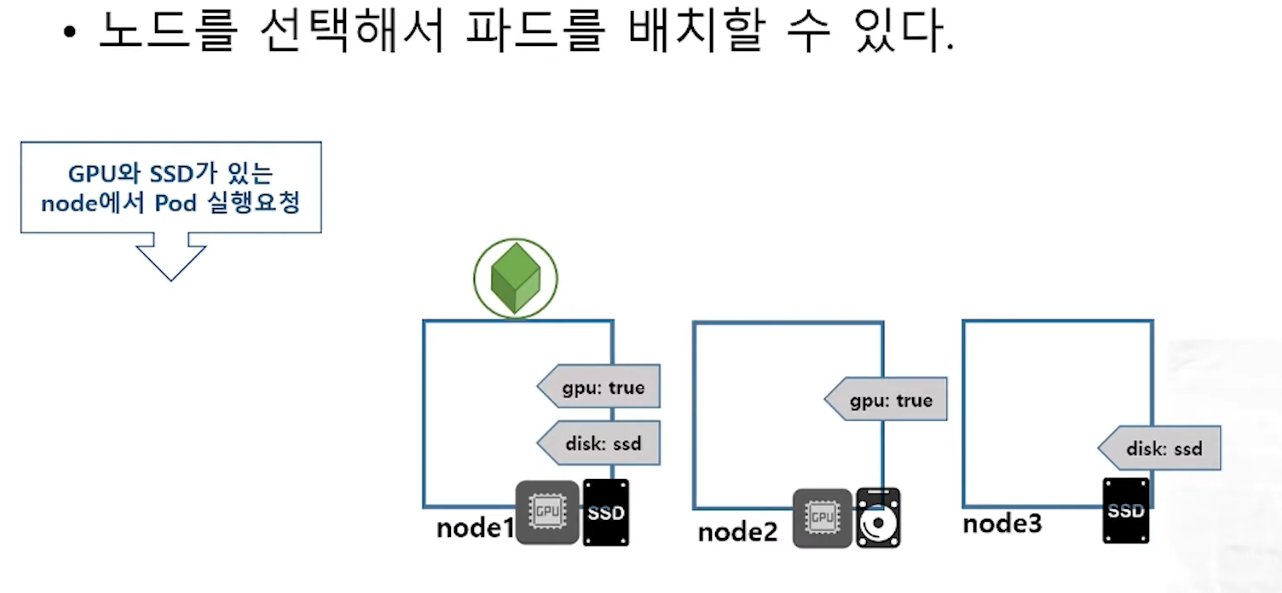 • 노드를 선택해서 파드를 배치할 수 있다.
GPU와 SSD가 있는
node에서 Pod 실행요청
gpu: true
disk: ssd
GPU
SSD
node1
gpu: true
GPU
node2
disk: ssd
SSD
node3